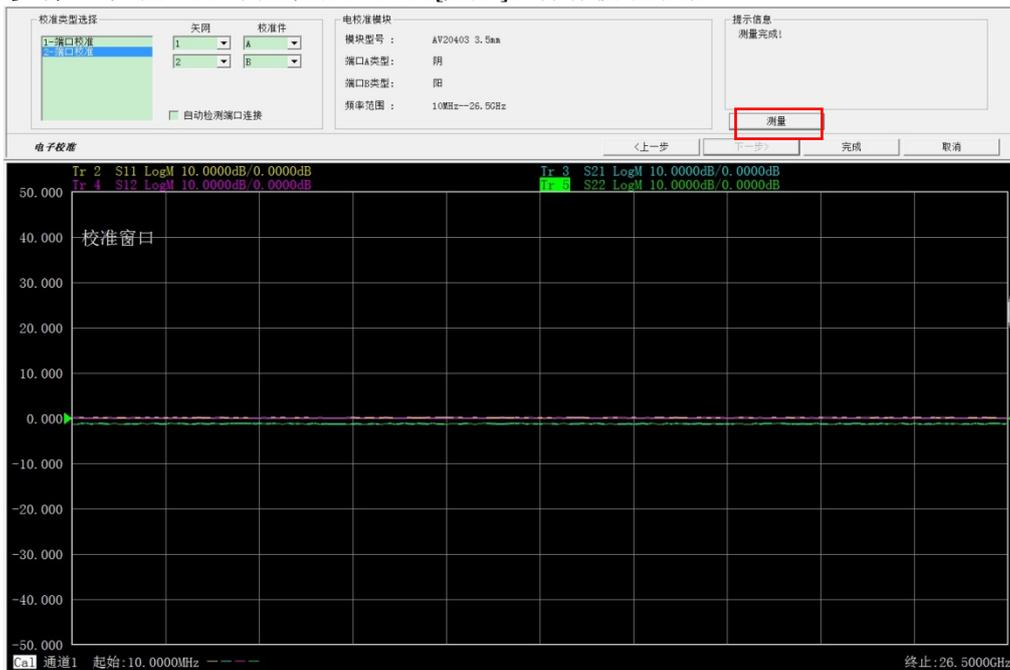 校准类型选择
矢网 校准件
1-端口校准
2-端口校准
1 A
2 B
自动检测端口连接
电校准模块
模块型号 : AV20403 3.5mm
端口A类型: 阴
端口B类型: 阳
频率范围 : 10MHz--26.5GHz
提示信息
测量完成!
测量
电子校准
<上一步 下一步> 完成 取消
Tr 2 S11 LogM 10.0000dB/0.0000dB Tr 3 S21 LogM 10.0000dB/0.0000dB
Tr 4 S12 LogM 10.0000dB/0.0000dB Tr 5 S22 LogM 10.0000dB/0.0000dB
50.000
40.000 校准窗口
30.000
20.000
10.000
0.000
-10.000
-20.000
-30.000
-40.000
-50.000
Cal 通道1 起始:10.0000MHz 终止:26.5000GHz